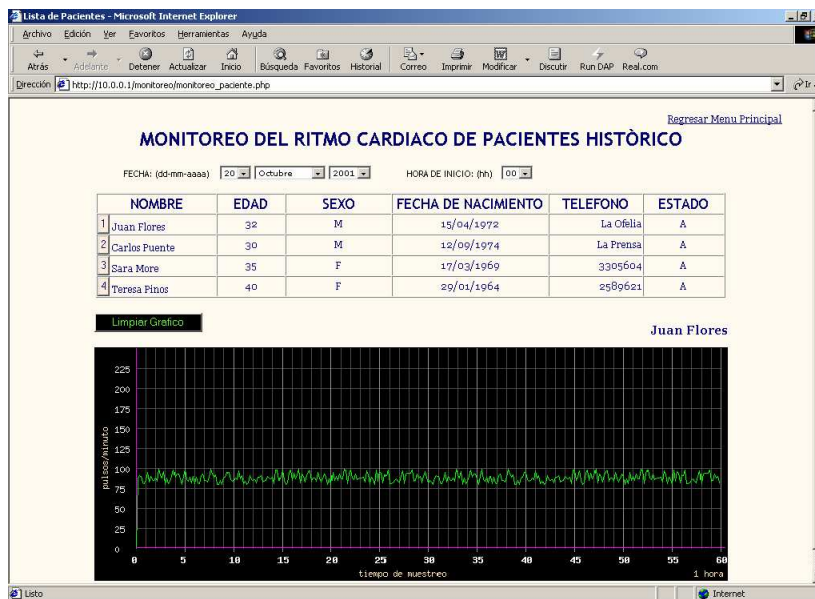 Lista de Pacientes - Microsoft Internet Explorer
Archivo Edición Ver Favoritos Herramientas Ayuda
Atrás Adelante Detener Actualizar Inicio Búsqueda Favoritos Historial Correo Imprimir Modificar Discutir Run DAP Real.com
Dirección http://10.0.0.1/monitoreo/monitoreo_paciente.php Ir
Regresar Menu Principal
MONITOREO DEL RITMO CARDIACO DE PACIENTES HISTÒRICO
FECHA: (dd-mm-aaaa) 20 Octubre 2001 HORA DE INICIO: (hh) 00
NOMBRE EDAD SEXO FECHA DE NACIMIENTO TELEFONO ESTADO
1 Juan Flores 32 M 15/04/1972 La Ofelia A
2 Carlos Puente 30 M 12/09/1974 La Prensa A
3 Sara More 35 F 17/03/1969 3305604 A
4 Teresa Pinos 40 F 29/01/1964 2589621 A
Limpiar Grafico
Juan Flores
225
200
175
150
125
100
75
50
25
0
pulsos/minuto
0 5 10 15 20 25 30 35 40 45 50 55 60
tiempo de muestreo 1 hora
Listo Internet